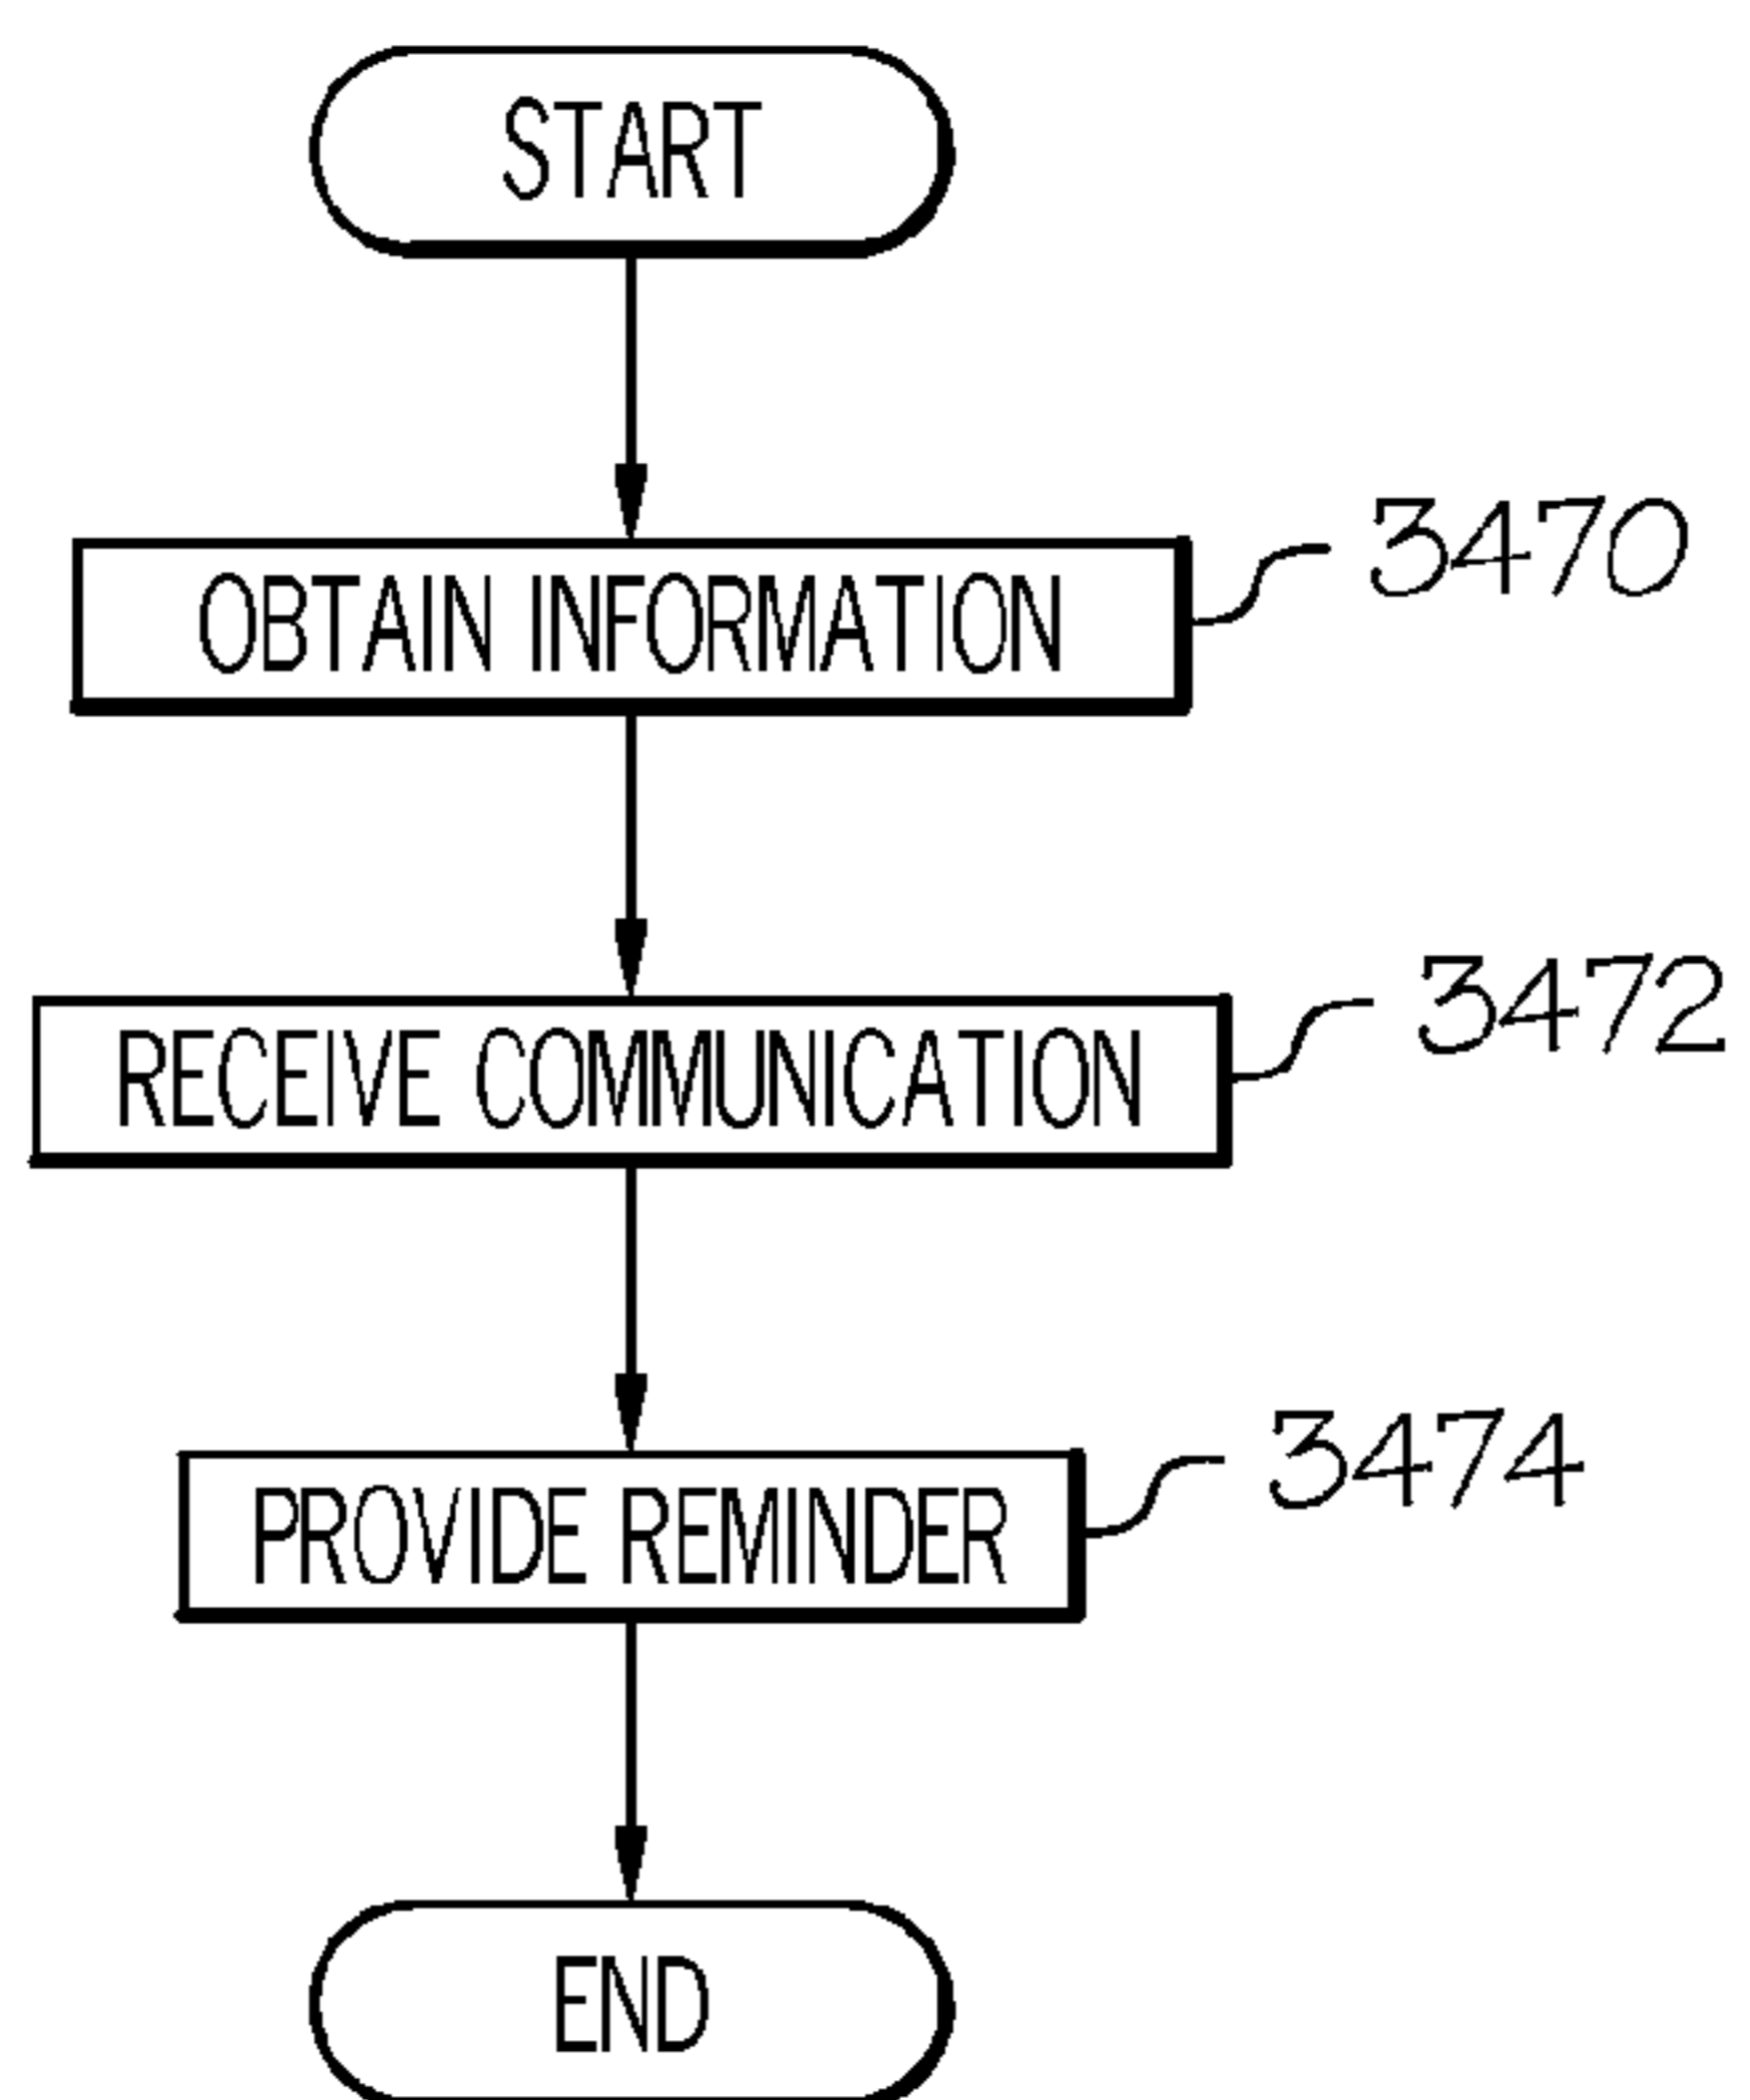 START
OBTAIN INFORMATION
3470
RECEIVE COMMUNICATION
3472
PROVIDE REMINDER
3474
END